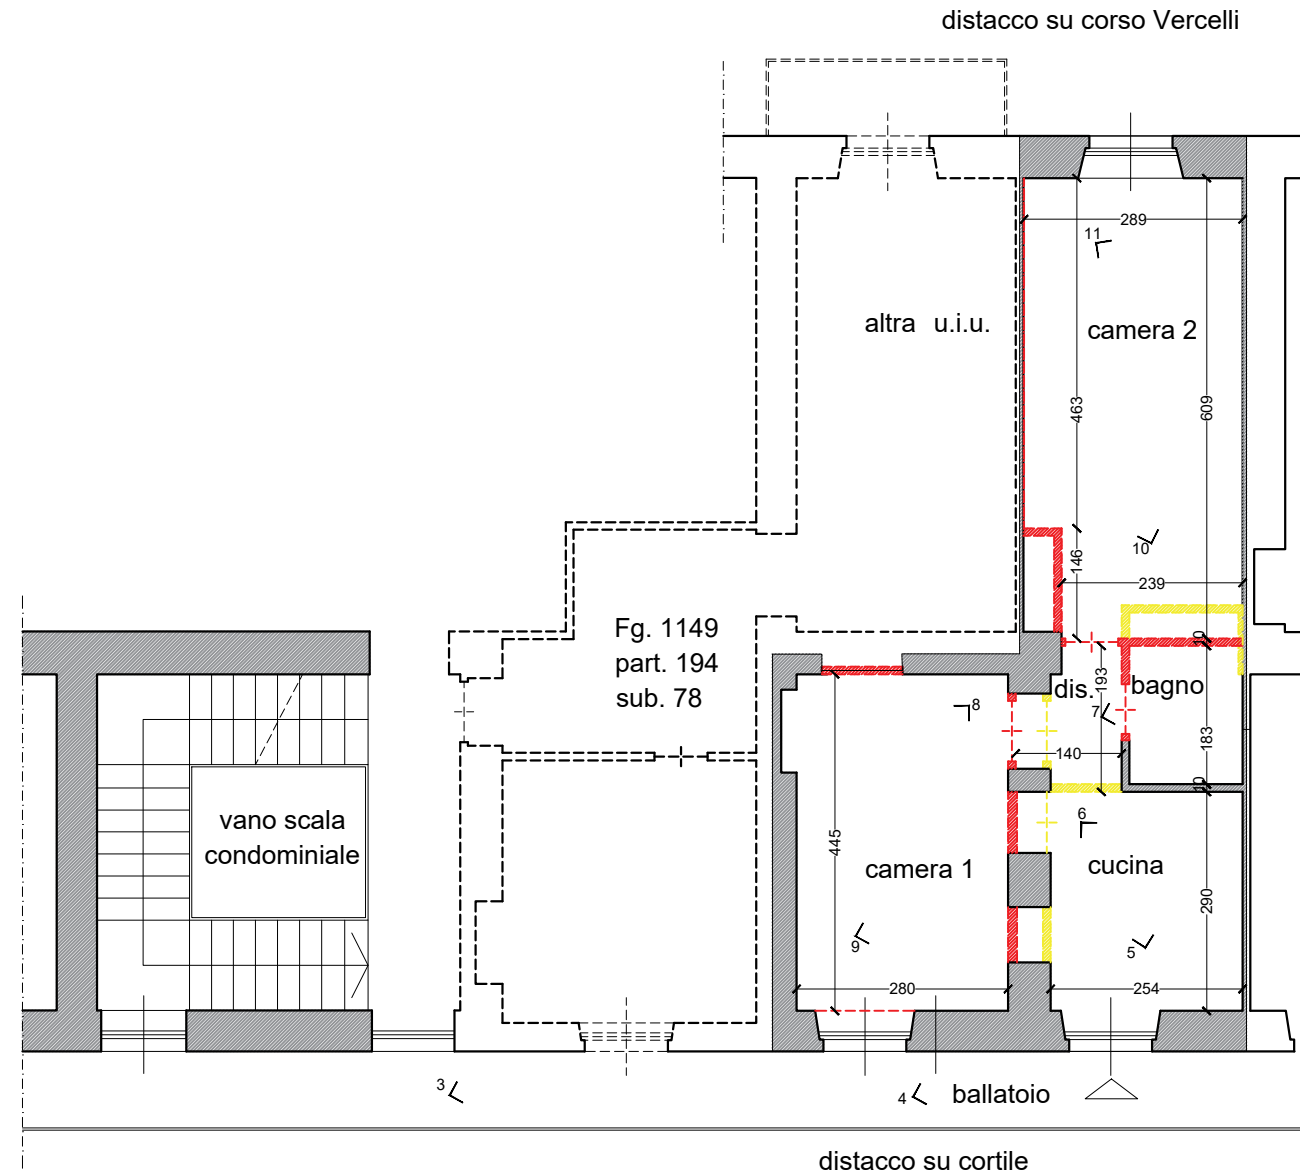 distacco su corso Vercelli
289
11
altra u.i.u.
camera 2
463
609
10
146
239
Fg. 1149
part. 194
sub. 78
10
193
dis.
bagno
8
7
183
140
10
vano scala
condominiale
6
445
camera 1
cucina
290
9
5
280
254
3
4
ballatoio
distacco su cortile